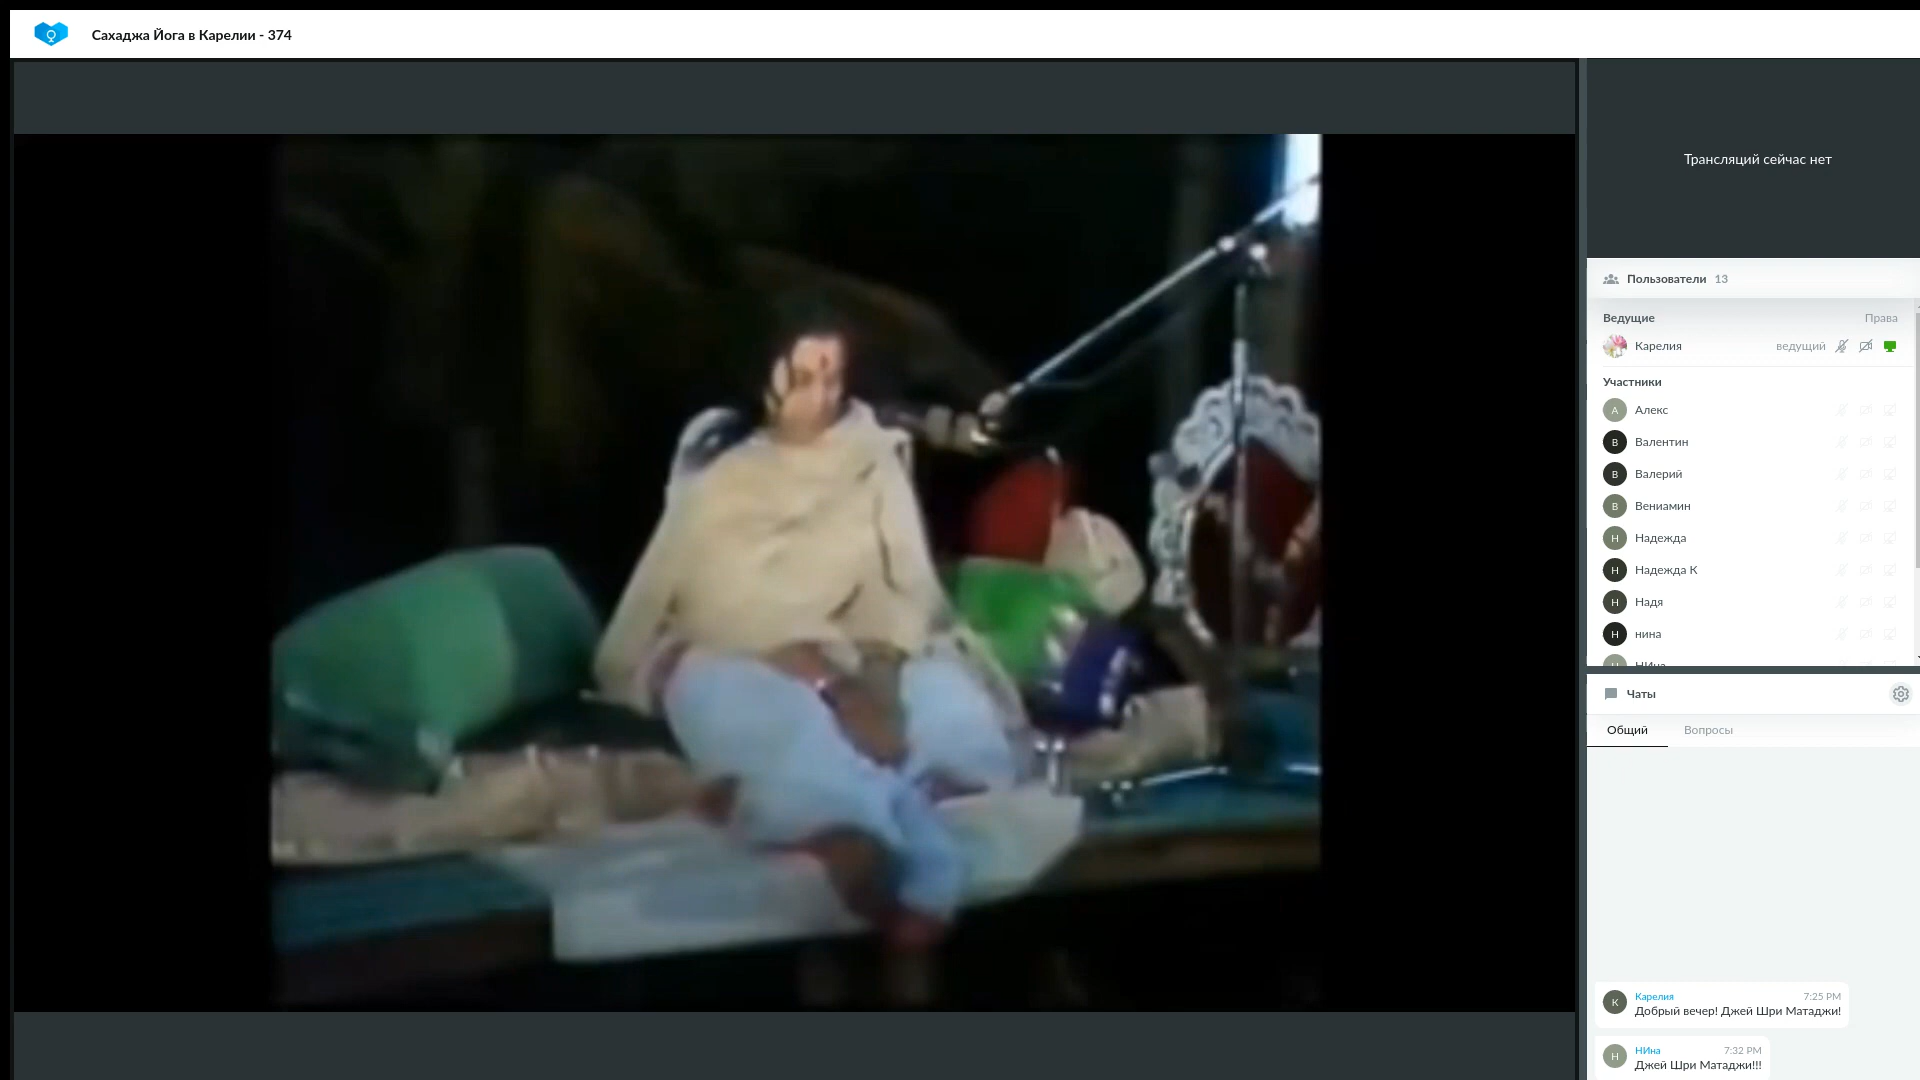 Сахаджа Йога в Карелии - 374
Трансляций сейчас нет
Пользователи 13
Ведущие Права
Карелия ведущий
Участники
А Алекс
В Валентин
В Валерий
В Вениамин
Н Надежда
Н Надежда К
Н Надя
Н нина
Н НИна
Чаты
Общий Вопросы
Карелия 7:25 PM
К Добрый вечер! Джей Шри Матаджи!
НИна 7:32 PM
Н Джей Шри Матаджи!!!